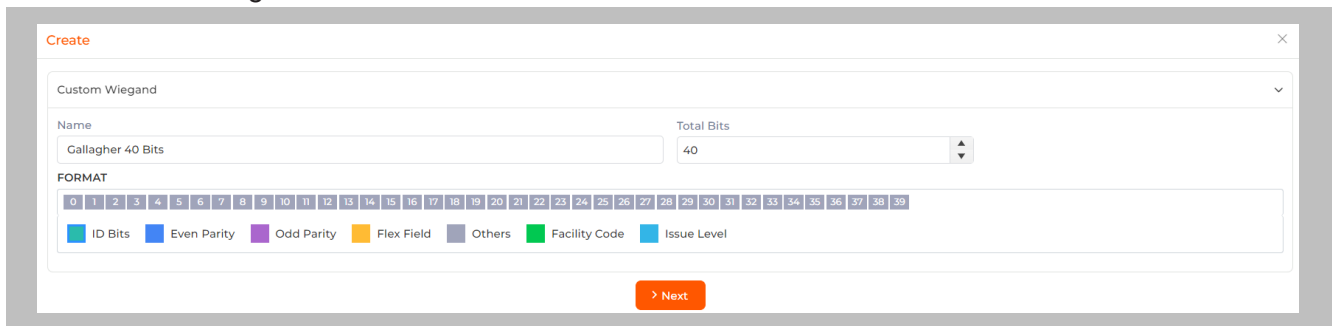 Create
Custom Wiegand
Name
Total Bits
Gallagher 40 Bits
40
FORMAT
0 1 2 3 4 5 6 7 8 9 10 11 12 13 14 15 16 17 18 19 20 21 22 23 24 25 26 27 28 29 30 31 32 33 34 35 36 37 38 39
ID Bits Even Parity Odd Parity Flex Field Others Facility Code Issue Level
Next